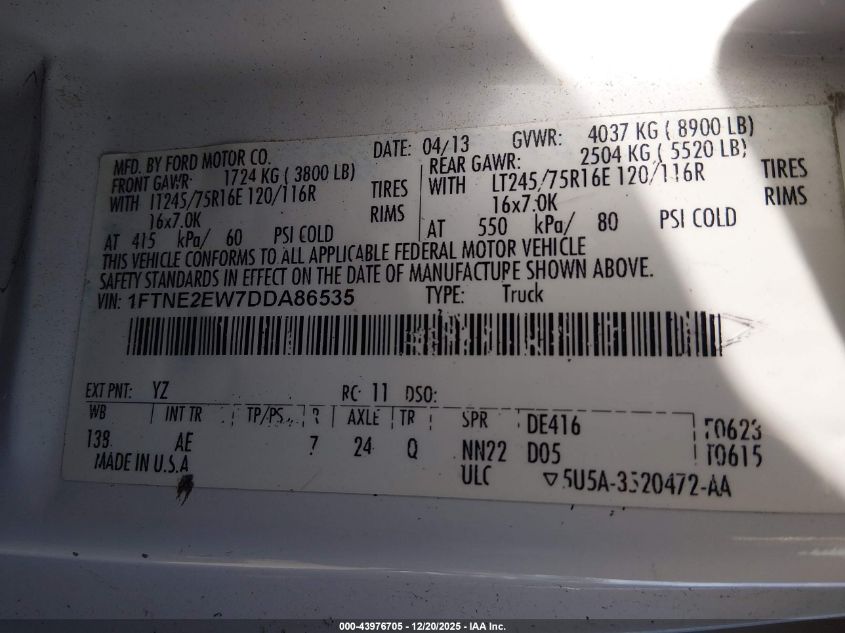 MFD. BY FORD MOTOR CO. DATE: 04/13 GVWR: 4037 KG ( 8900 LB)
FRONT GAWR: 1724 KG ( 3800 LB) REAR GAWR: 2504 KG ( 5520 LB)
WITH LT245/75R16E 120/116R TIRES WITH LT245/75R16E 120/116R TIRES
16x7.0K RIMS 16x7.0K RIMS
AT 415 kPa/ 60 PSI COLD AT 550 kPa/ 80 PSI COLD
THIS VEHICLE CONFORMS TO ALL APPLICABLE FEDERAL MOTOR VEHICLE
SAFETY STANDARDS IN EFFECT ON THE DATE OF MANUFACTURE SHOWN ABOVE.
VIN: 1FTNE2EW7DDA86535 TYPE: Truck
EXT PNT: YZ RC: 11 DSO:
WB INT TR TP/PS R AXLE TR SPR DE416 T0623
138 AE 7 24 Q NN22 D05 T0615
MADE IN U.S.A ULC ▽5U5A-3520472-AA
000-43976705 - 12/20/2025 - IAA Inc.